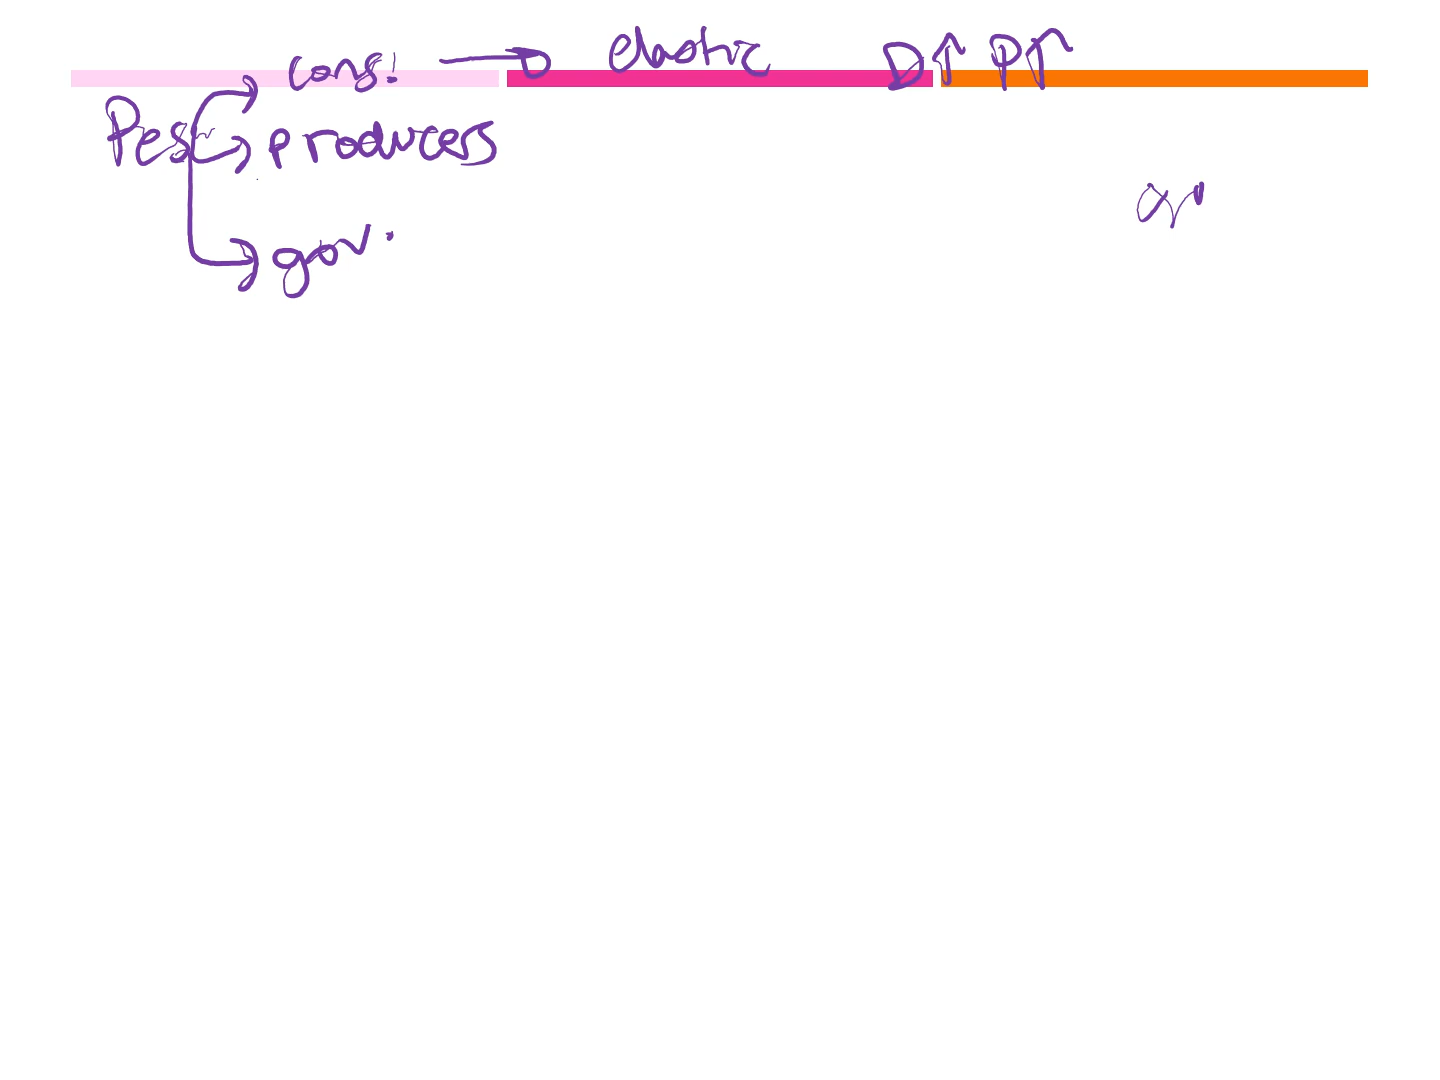 cons. → elastic D↑ P↑
Pes → producers
→ gov.